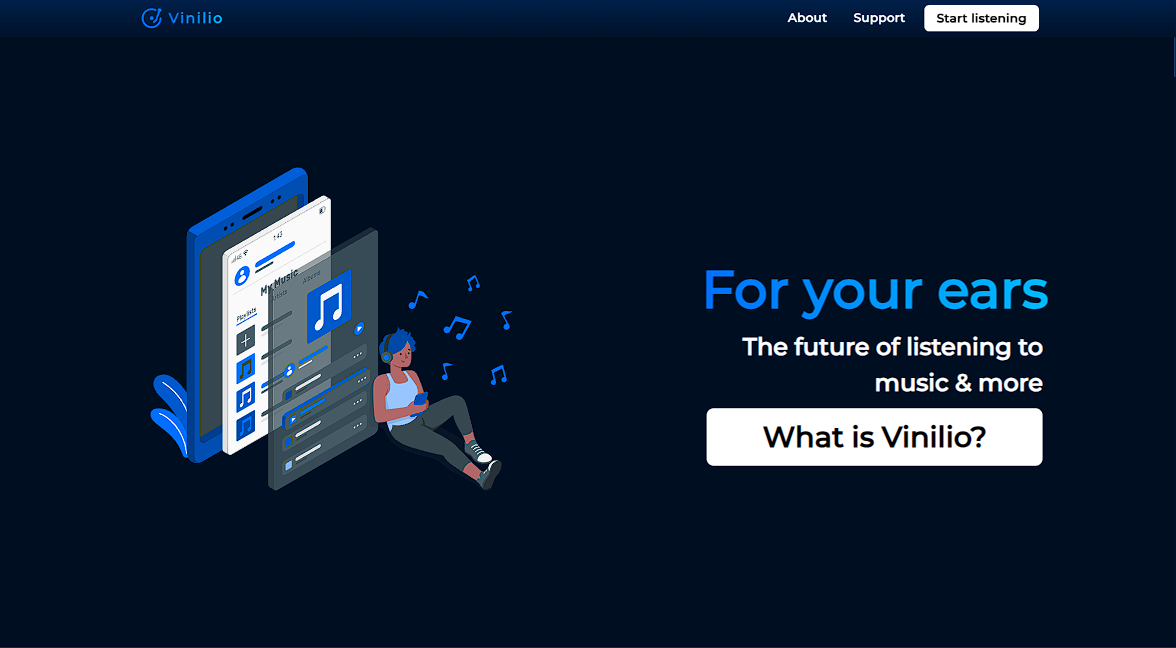 Vinilio
About
Support
Start listening
1:43
My Music
Playlists
Artists
Albums
For your ears
The future of listening to
music & more
What is Vinilio?